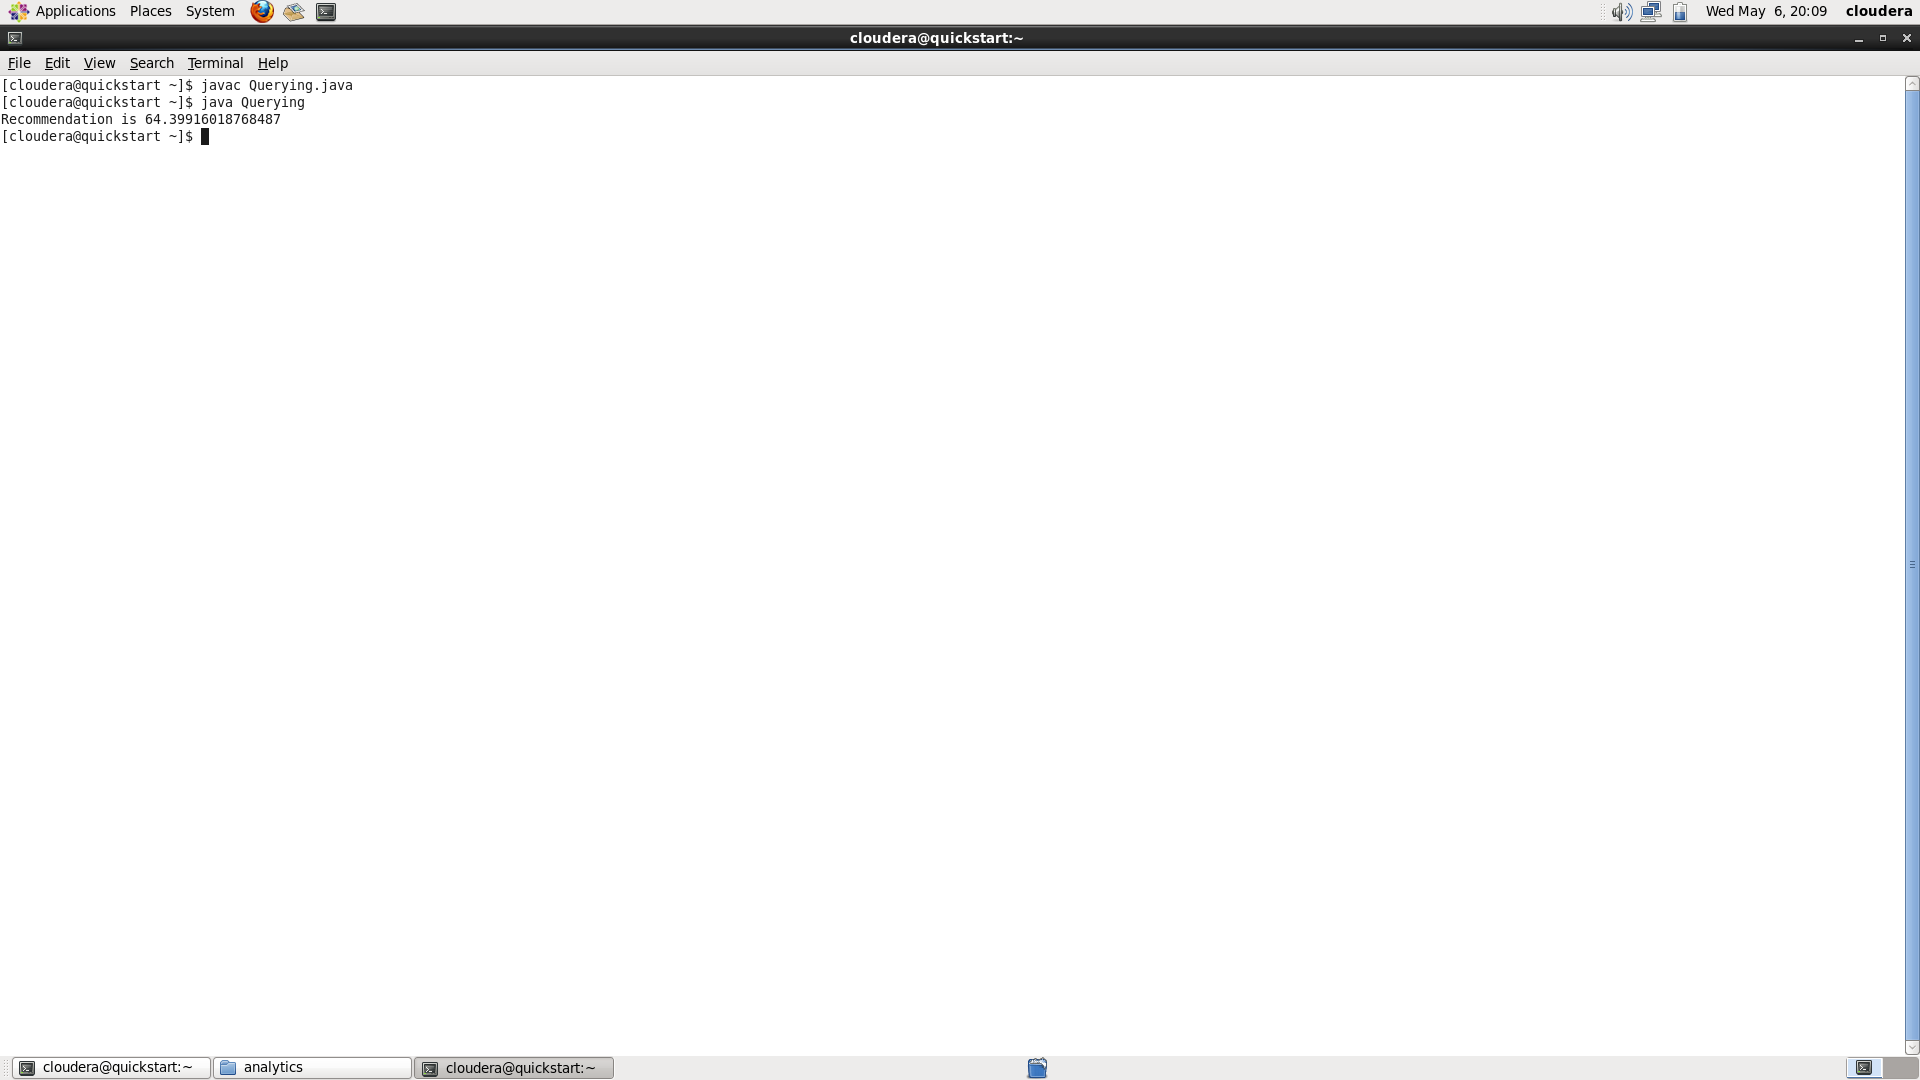 Applications Places System Wed May 6, 20:09 cloudera
cloudera@quickstart:~
File Edit View Search Terminal Help
[cloudera@quickstart ~]$ javac Querying.java
[cloudera@quickstart ~]$ java Querying
Recommendation is 64.39916018768487
[cloudera@quickstart ~]$
cloudera@quickstart:~ analytics cloudera@quickstart:~